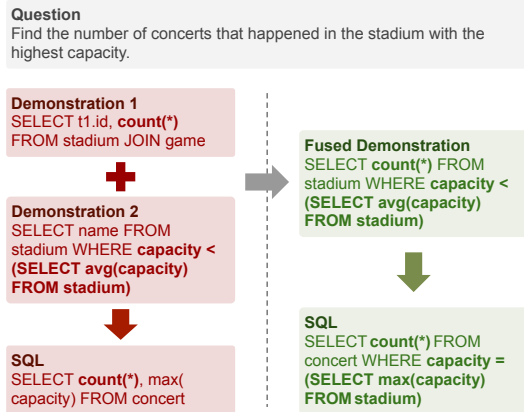 Question
Find the number of concerts that happened in the stadium with the
highest capacity.
Demonstration 1
SELECT t1.id, count(*)
FROM stadium JOIN game
Demonstration 2
SELECT name FROM
stadium WHERE capacity <
(SELECT avg(capacity)
FROM stadium)
SQL
SELECT count(*), max(
capacity) FROM concert
Fused Demonstration
SELECT count(*) FROM
stadium WHERE capacity <
(SELECT avg(capacity)
FROM stadium)
SQL
SELECT count(*) FROM
concert WHERE capacity =
(SELECT max(capacity)
FROM stadium)